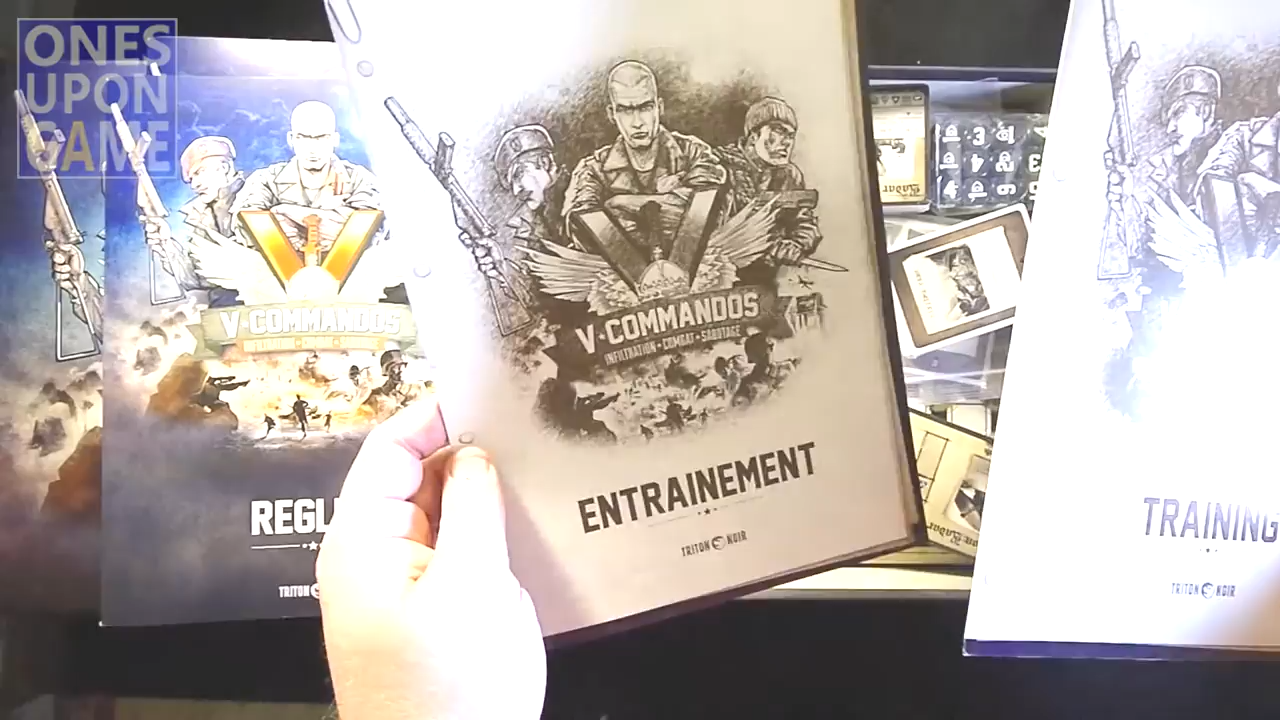 ONES
UPON
GAME
V-COMMANDOS
REGL
TRITON
V-COMMANDOS
INFILTRATION • COMBAT • SABOTAGE
ENTRAINEMENT
TRITON NOIR
TRAINING
TRITON NOIR